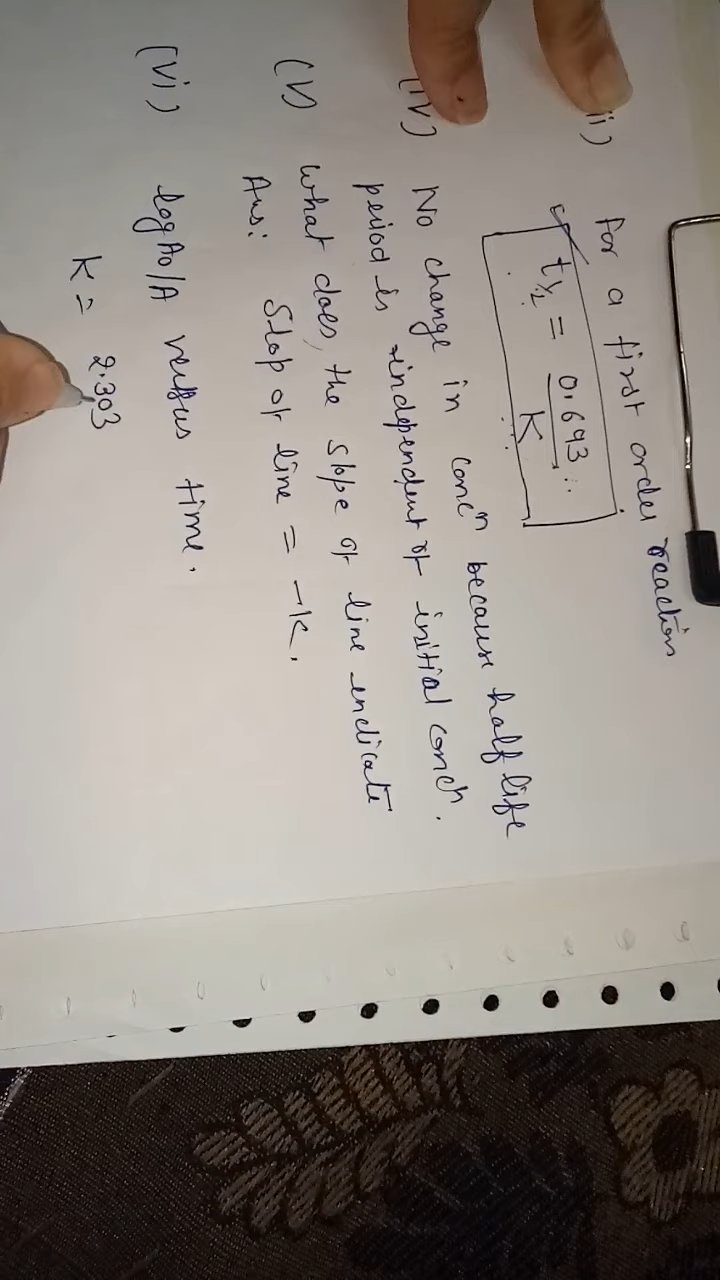 ii) for a first order reaction
t½ = 0.693
K
(iv) No change in concn because half life
period is independent of initial concn.
(V) What does, the slope of line indicate
Ans: Slop of line = -K.
(Vi) log A0/A versus time.
K = 2.303